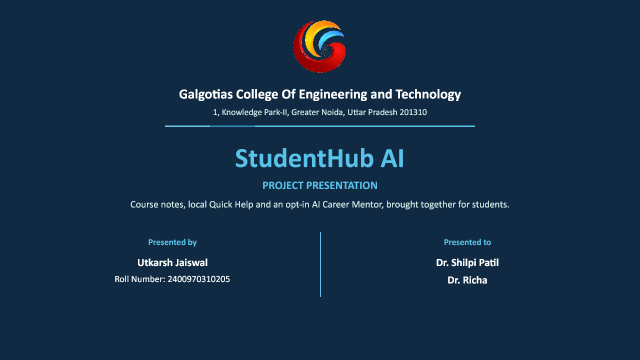 Galgotias College Of Engineering and Technology
1, Knowledge Park-II, Greater Noida, Uttar Pradesh 201310
StudentHub AI
PROJECT PRESENTATION
Course notes, local Quick Help and an opt-in AI Career Mentor, brought together for students.
Presented by
Utkarsh Jaiswal
Roll Number: 2400970310205
Presented to
Dr. Shilpi Patil
Dr. Richa